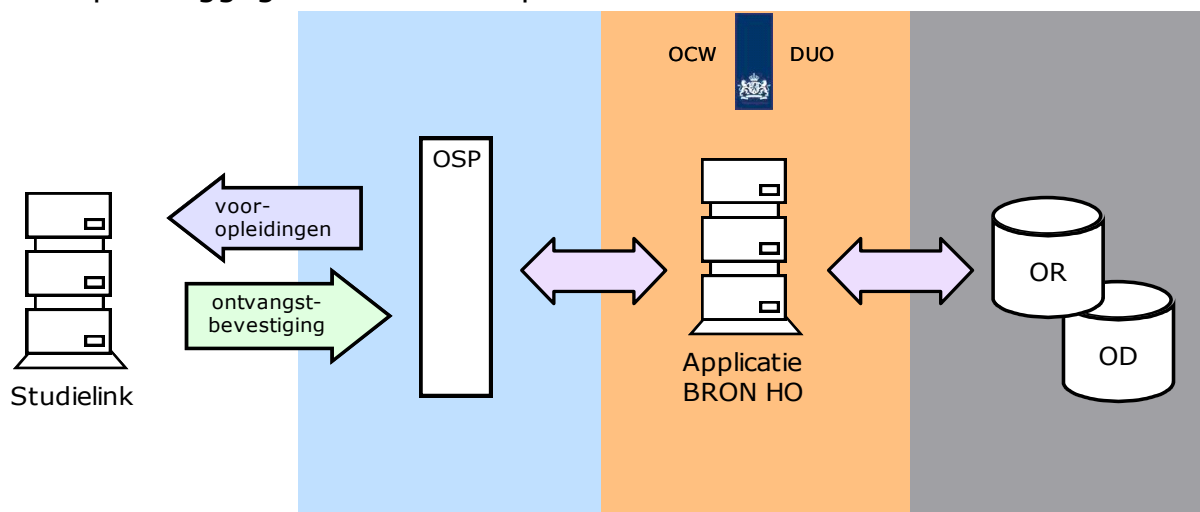 OCW DUO
OSP
voor-
opleidingen
ontvangst-
bevestiging
OR
OD
Studielink
Applicatie
BRON HO